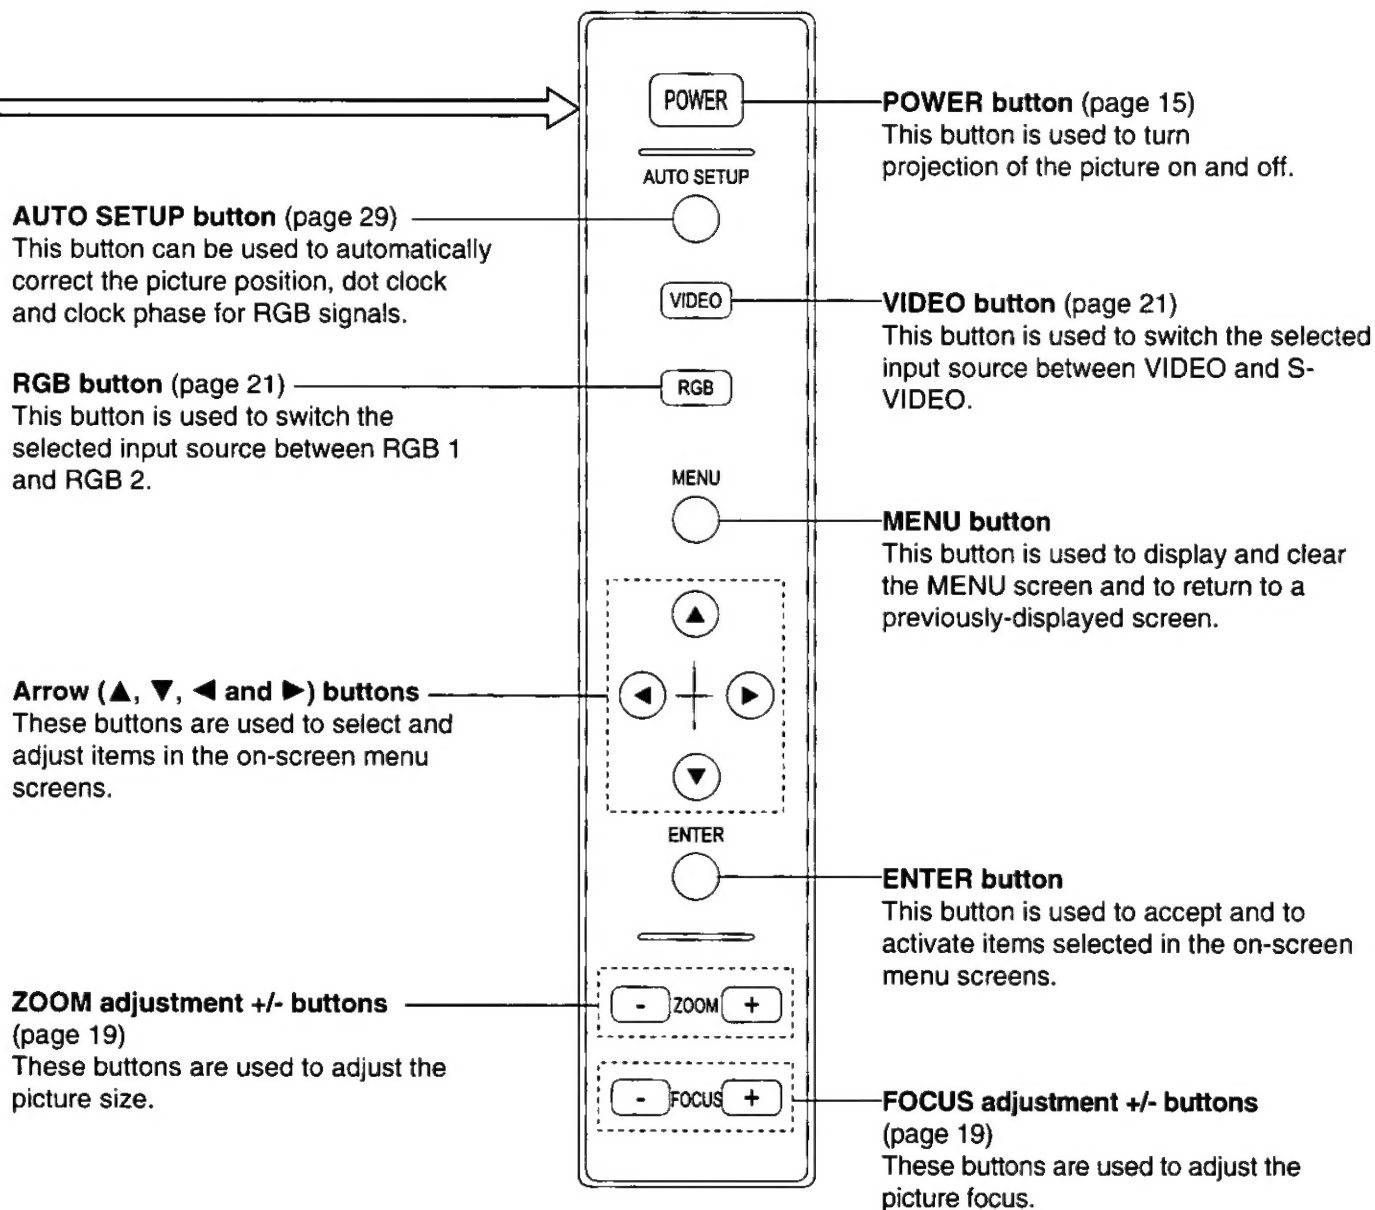 POWER
AUTO SETUP
VIDEO
RGB
MENU
ENTER
- ZOOM +
- FOCUS +
AUTO SETUP button (page 29)
This button can be used to automatically
correct the picture position, dot clock
and clock phase for RGB signals.
RGB button (page 21)
This button is used to switch the
selected input source between RGB 1
and RGB 2.
Arrow (▲, ▼, ◀ and ▶) buttons
These buttons are used to select and
adjust items in the on-screen menu
screens.
ZOOM adjustment +/- buttons
(page 19)
These buttons are used to adjust the
picture size.
POWER button (page 15)
This button is used to turn
projection of the picture on and off.
VIDEO button (page 21)
This button is used to switch the selected
input source between VIDEO and S-
VIDEO.
MENU button
This button is used to display and clear
the MENU screen and to return to a
previously-displayed screen.
ENTER button
This button is used to accept and to
activate items selected in the on-screen
menu screens.
FOCUS adjustment +/- buttons
(page 19)
These buttons are used to adjust the
picture focus.